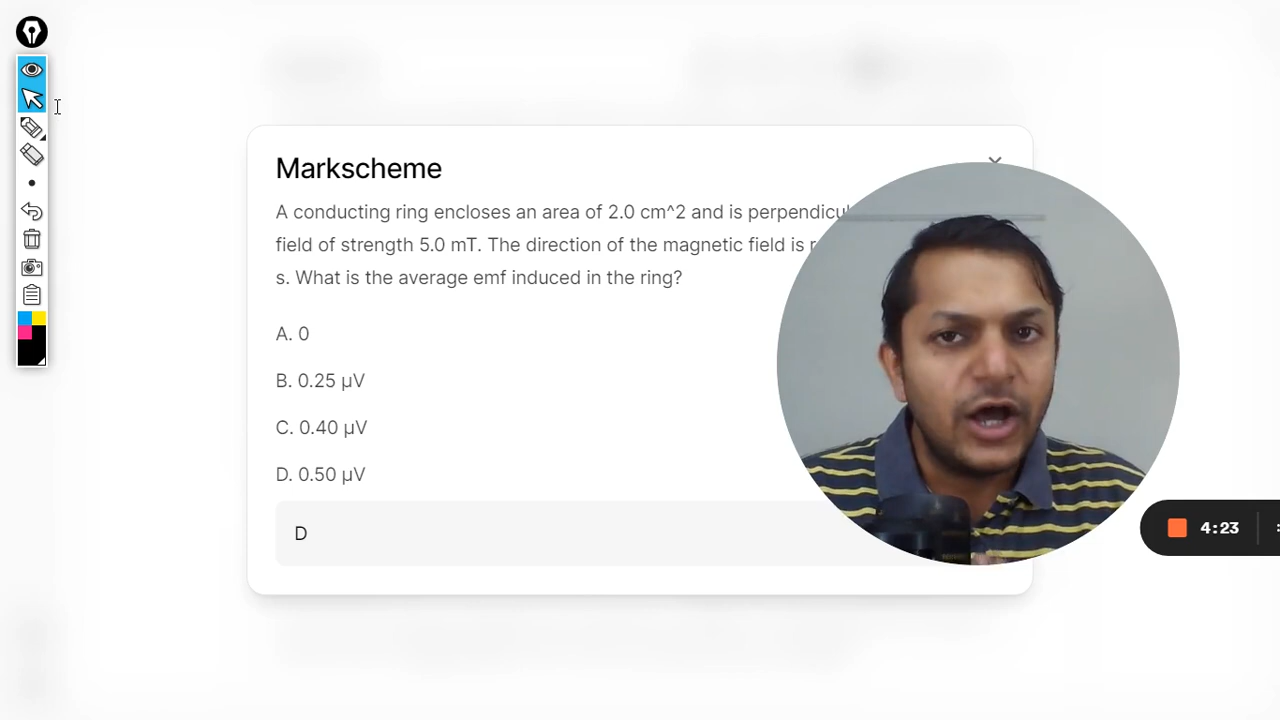 Markscheme
A conducting ring encloses an area of 2.0 cm^2 and is
field of strength 5.0 mT. The direction of the magnetic field is
s. What is the average emf induced in the ring?
A. 0
B. 0.25 μV
C. 0.40 μV
D. 0.50 μV
D
4:23